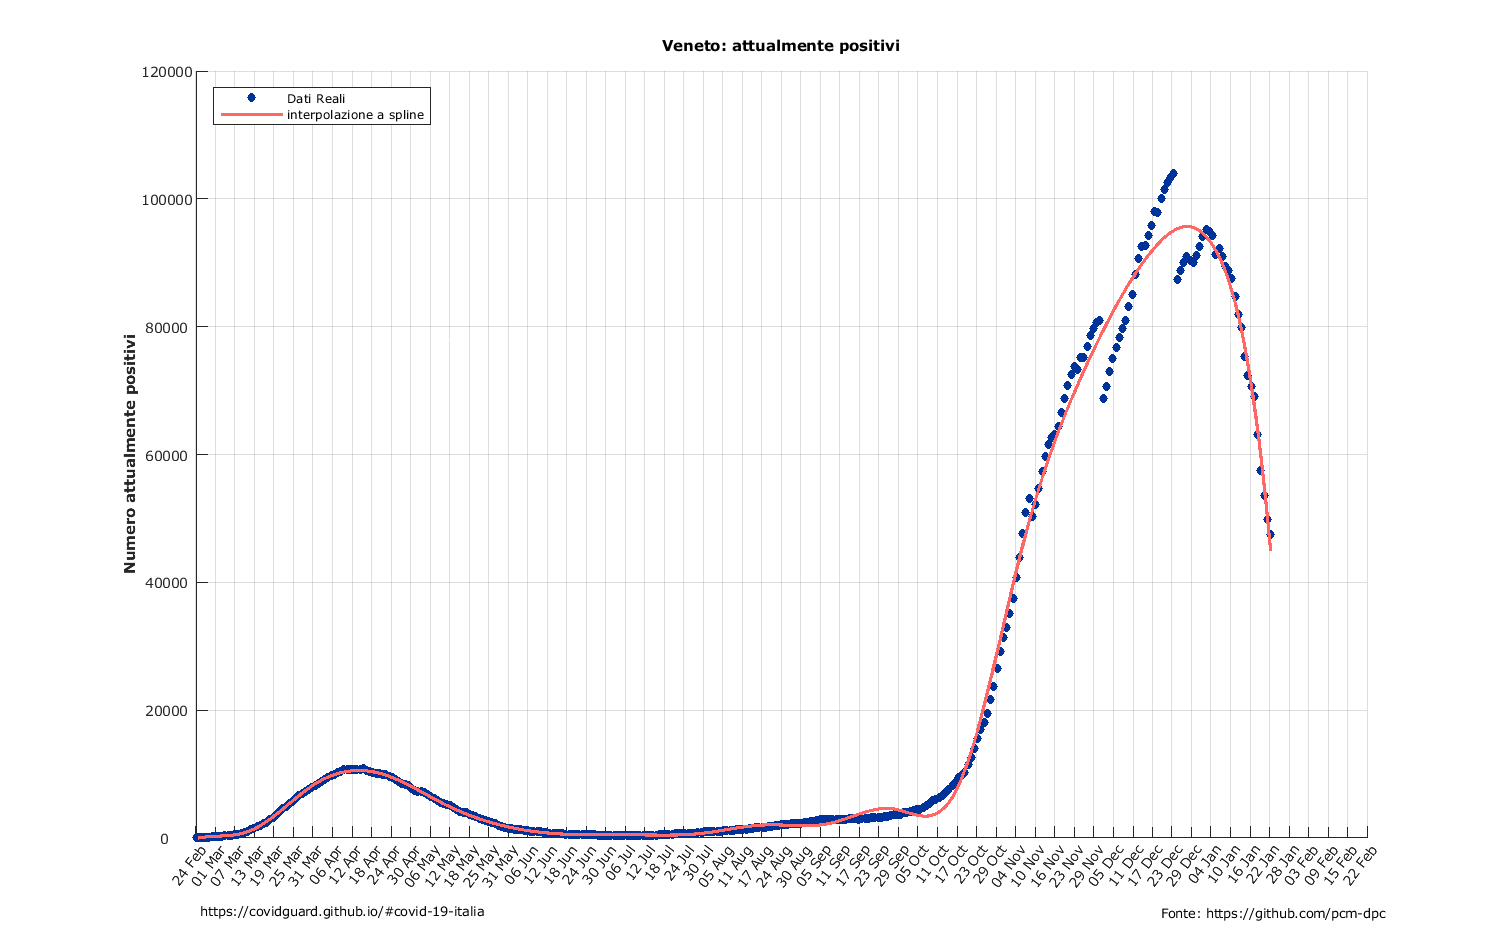 Veneto: attualmente positivi
Dati Reali
interpolazione a spline
Numero attualmente positivi
120000
100000
80000
60000
40000
20000
0
24 Feb
01 Mar
07 Mar
13 Mar
19 Mar
25 Mar
31 Mar
06 Apr
12 Apr
18 Apr
24 Apr
30 Apr
06 May
12 May
18 May
25 May
31 May
06 Jun
12 Jun
18 Jun
24 Jun
30 Jun
06 Jul
12 Jul
18 Jul
24 Jul
30 Jul
05 Aug
11 Aug
17 Aug
24 Aug
30 Aug
05 Sep
11 Sep
17 Sep
23 Sep
29 Sep
05 Oct
11 Oct
17 Oct
23 Oct
29 Oct
04 Nov
10 Nov
16 Nov
23 Nov
29 Nov
05 Dec
11 Dec
17 Dec
23 Dec
29 Dec
04 Jan
10 Jan
16 Jan
22 Jan
28 Jan
03 Feb
09 Feb
15 Feb
22 Feb
https://covidguard.github.io/#covid-19-italia
Fonte: https://github.com/pcm-dpc